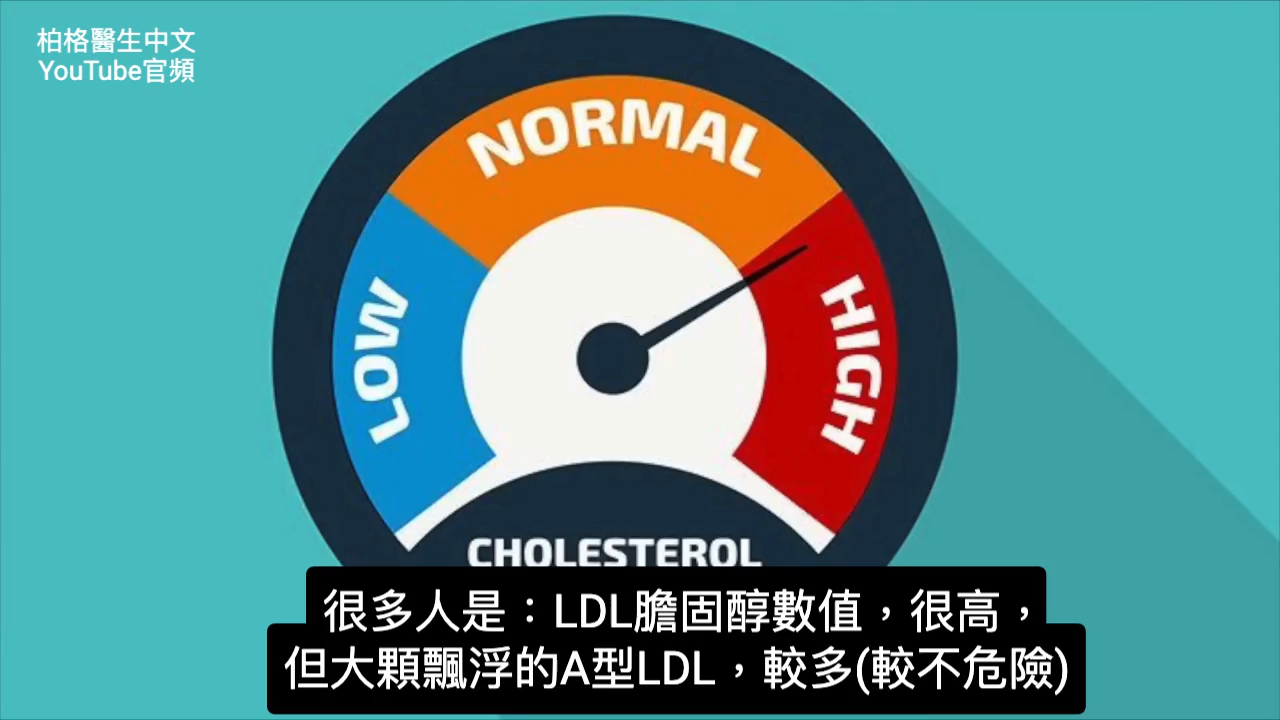 柏格醫生中文
YouTube官頻
NORMAL
LOW
HIGH
CHOLESTEROL
很多人是：LDL膽固醇數值，很高，
但大顆飄浮的A型LDL，較多(較不危險)